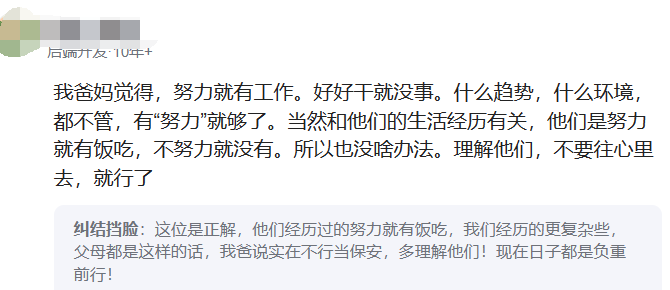 后端开发·10年+
我爸妈觉得，努力就有工作。好好干就没事。什么趋势，什么环境，
都不管，有“努力”就够了。当然和他们的生活经历有关，他们是努力
就有饭吃，不努力就没有。所以也没啥办法。理解他们，不要往心里
去，就行了
纠结挡脸：这位是正解，他们经历过的努力就有饭吃，我们经历的更复杂些，
父母都是这样的话，我爸说实在不行当保安，多理解他们！现在日子都是负重
前行！